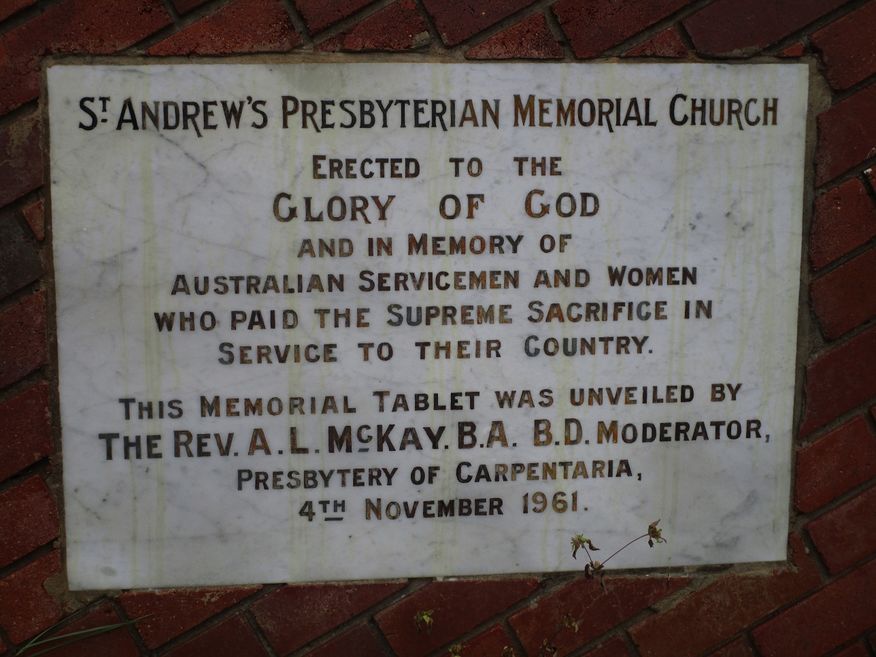 ST. ANDREW'S PRESBYTERIAN MEMORIAL CHURCH
ERECTED TO THE
GLORY OF GOD
AND IN MEMORY OF
AUSTRALIAN SERVICEMEN AND WOMEN
WHO PAID THE SUPREME SACRIFICE IN
SERVICE TO THEIR COUNTRY.
THIS MEMORIAL TABLET WAS UNVEILED BY
THE REV. A. L. McKAY. B.A. B.D. MODERATOR,
PRESBYTERY OF CARPENTARIA,
4TH NOVEMBER 1961.